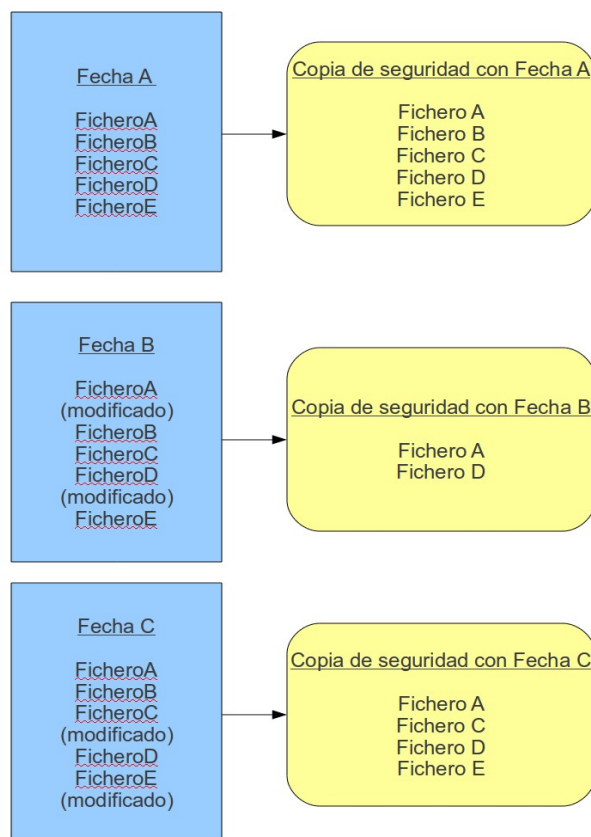 Fecha A
FicheroA
FicheroB
FicheroC
FicheroD
FicheroE
Copia de seguridad con Fecha A
Fichero A
Fichero B
Fichero C
Fichero D
Fichero E
Fecha B
FicheroA
(modificado)
FicheroB
FicheroC
FicheroD
(modificado)
FicheroE
Copia de seguridad con Fecha B
Fichero A
Fichero D
Fecha C
FicheroA
FicheroB
FicheroC
(modificado)
FicheroD
FicheroE
(modificado)
Copia de seguridad con Fecha C
Fichero A
Fichero C
Fichero D
Fichero E